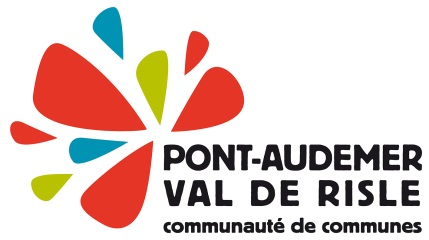 PONT-AUDEMER
VAL DE RISLE
communauté de communes